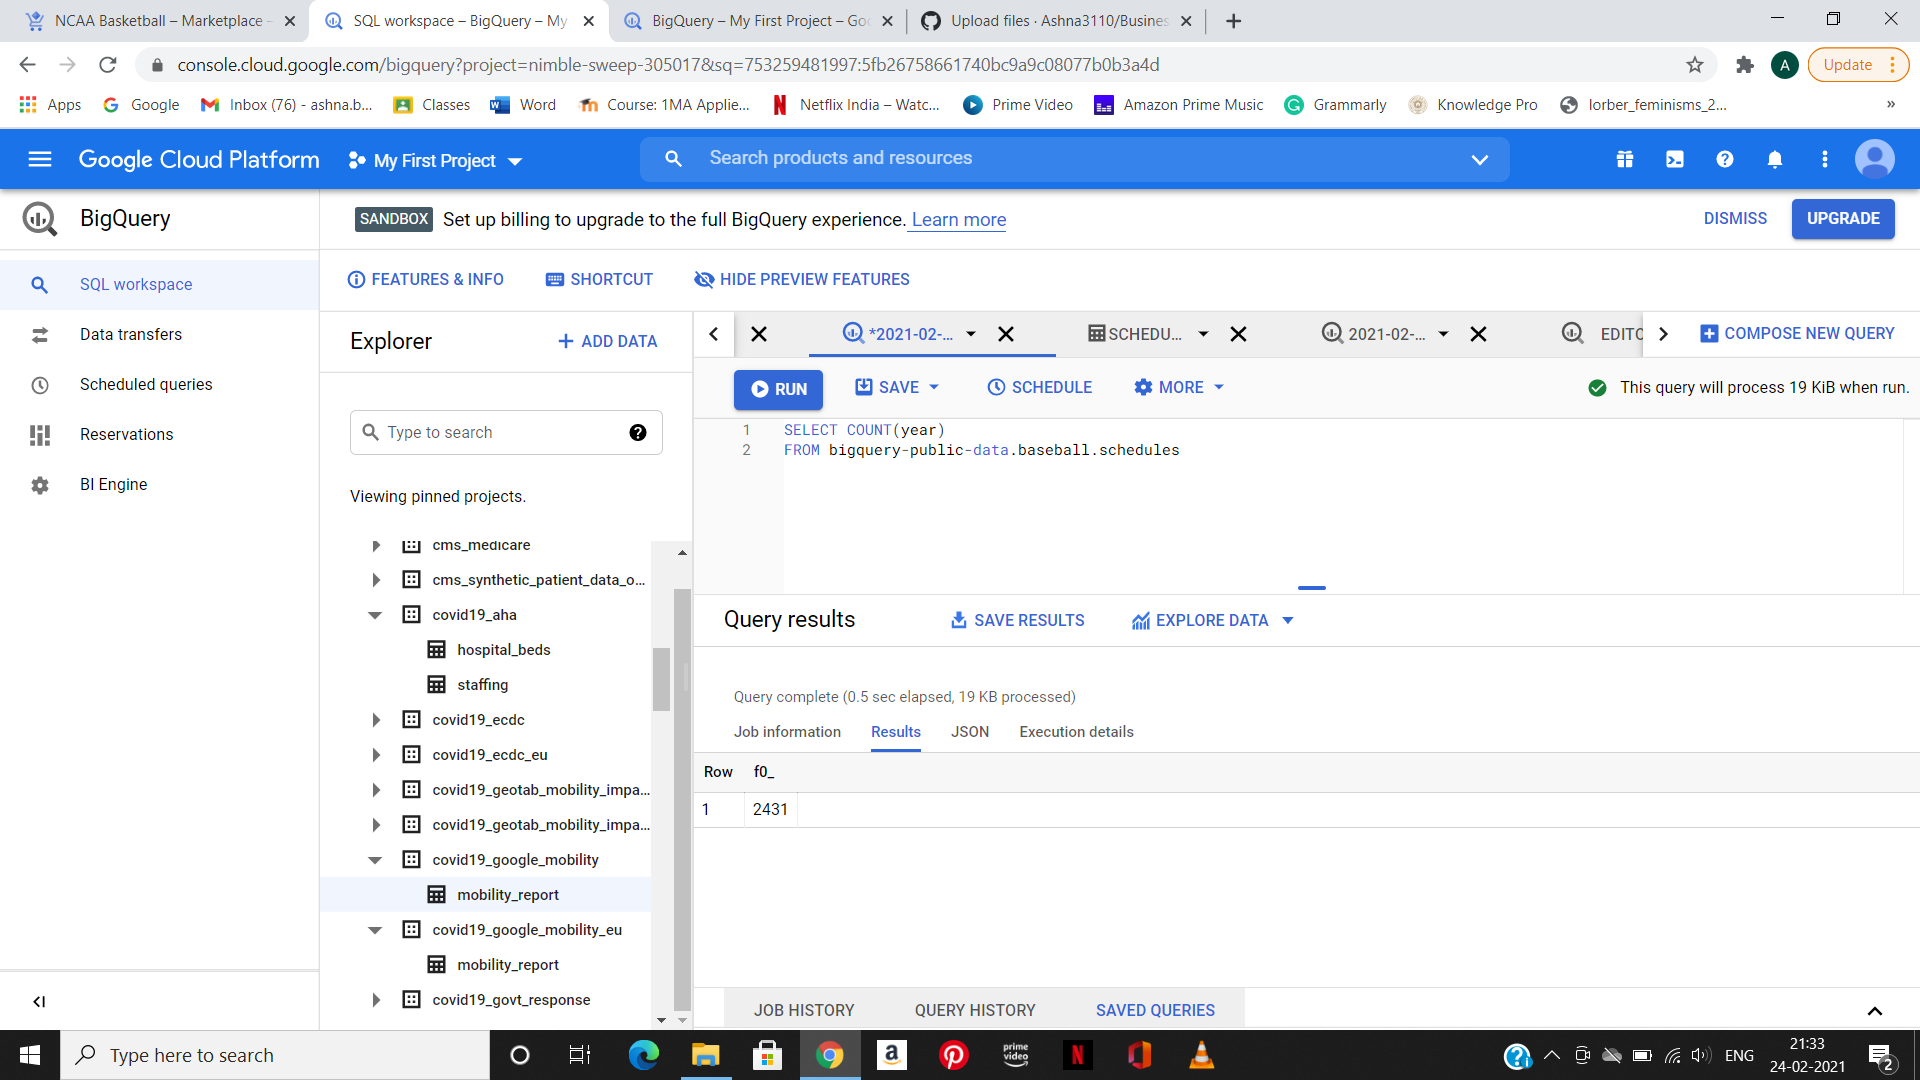 NCAA Basketball – Marketplace –
SQL workspace – BigQuery – My
BigQuery – My First Project – Goo
Upload files · Ashna3110/Busines
console.cloud.google.com/bigquery?project=nimble-sweep-305017&sq=753259481997:5fb26758661740bc9a9c08077b0b3a4d
A
Update
Apps
Google
Inbox (76) - ashna.b...
Classes
Word
Course: 1MA Applie...
Netflix India – Watc...
Prime Video
Amazon Prime Music
Grammarly
Knowledge Pro
lorber_feminisms_2...
»
Google Cloud Platform
My First Project
Search products and resources
BigQuery
SANDBOX Set up billing to upgrade to the full BigQuery experience. Learn more
DISMISS
UPGRADE
SQL workspace
Data transfers
Scheduled queries
Reservations
BI Engine
FEATURES & INFO
SHORTCUT
HIDE PREVIEW FEATURES
Explorer
+ ADD DATA
Type to search
Viewing pinned projects.
cms_medicare
cms_synthetic_patient_data_o...
covid19_aha
hospital_beds
staffing
covid19_ecdc
covid19_ecdc_eu
covid19_geotab_mobility_impa...
covid19_geotab_mobility_impa...
covid19_google_mobility
mobility_report
covid19_google_mobility_eu
mobility_report
covid19_govt_response
*2021-02-...
SCHEDU...
2021-02-...
EDITO
COMPOSE NEW QUERY
RUN
SAVE
SCHEDULE
MORE
This query will process 19 KiB when run.
1 SELECT COUNT(year)
2 FROM bigquery-public-data.baseball.schedules
Query results
SAVE RESULTS
EXPLORE DATA
Query complete (0.5 sec elapsed, 19 KB processed)
Job information
Results
JSON
Execution details
Row f0_
1 2431
JOB HISTORY
QUERY HISTORY
SAVED QUERIES
Type here to search
prime video
ENG
21:33
24-02-2021
2